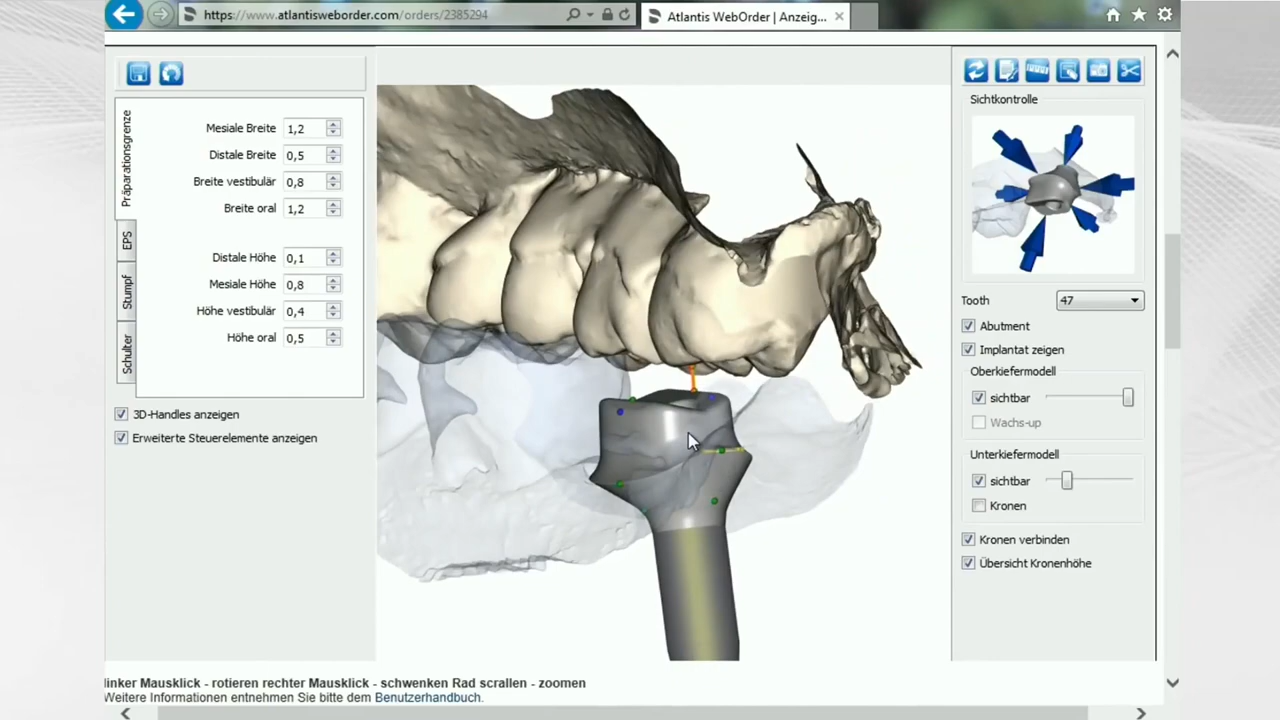 https://www.atlantisweborder.com/orders/2385294
Atlantis WebOrder | Anzeig...
Präparationsgrenze
EPS
Stumpf
Schulter
Mesiale Breite 1,2
Distale Breite 0,5
Breite vestibulär 0,8
Breite oral 1,2
Distale Höhe 0,1
Mesiale Höhe 0,8
Höhe vestibulär 0,4
Höhe oral 0,5
3D-Handles anzeigen
Erweiterte Steuerelemente anzeigen
Sichtkontrolle
Tooth 47
Abutment
Implantat zeigen
Oberkiefermodell
sichtbar
Wachs-up
Unterkiefermodell
sichtbar
Kronen
Kronen verbinden
Übersicht Kronenhöhe
linker Mausklick - rotieren rechter Mausklick - schwenken Rad scrallen - zoomen
Weitere Informationen entnehmen Sie bitte dem Benutzerhandbuch.